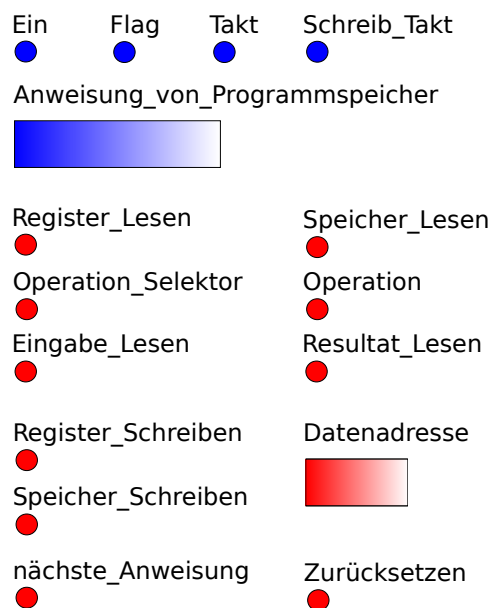 Ein Flag Takt Schreib_Takt
Anweisung_von_Programmspeicher
Register_Lesen Speicher_Lesen
Operation_Selektor Operation
Eingabe_Lesen Resultat_Lesen
Register_Schreiben Datenadresse
Speicher_Schreiben
nächste_Anweisung Zurücksetzen